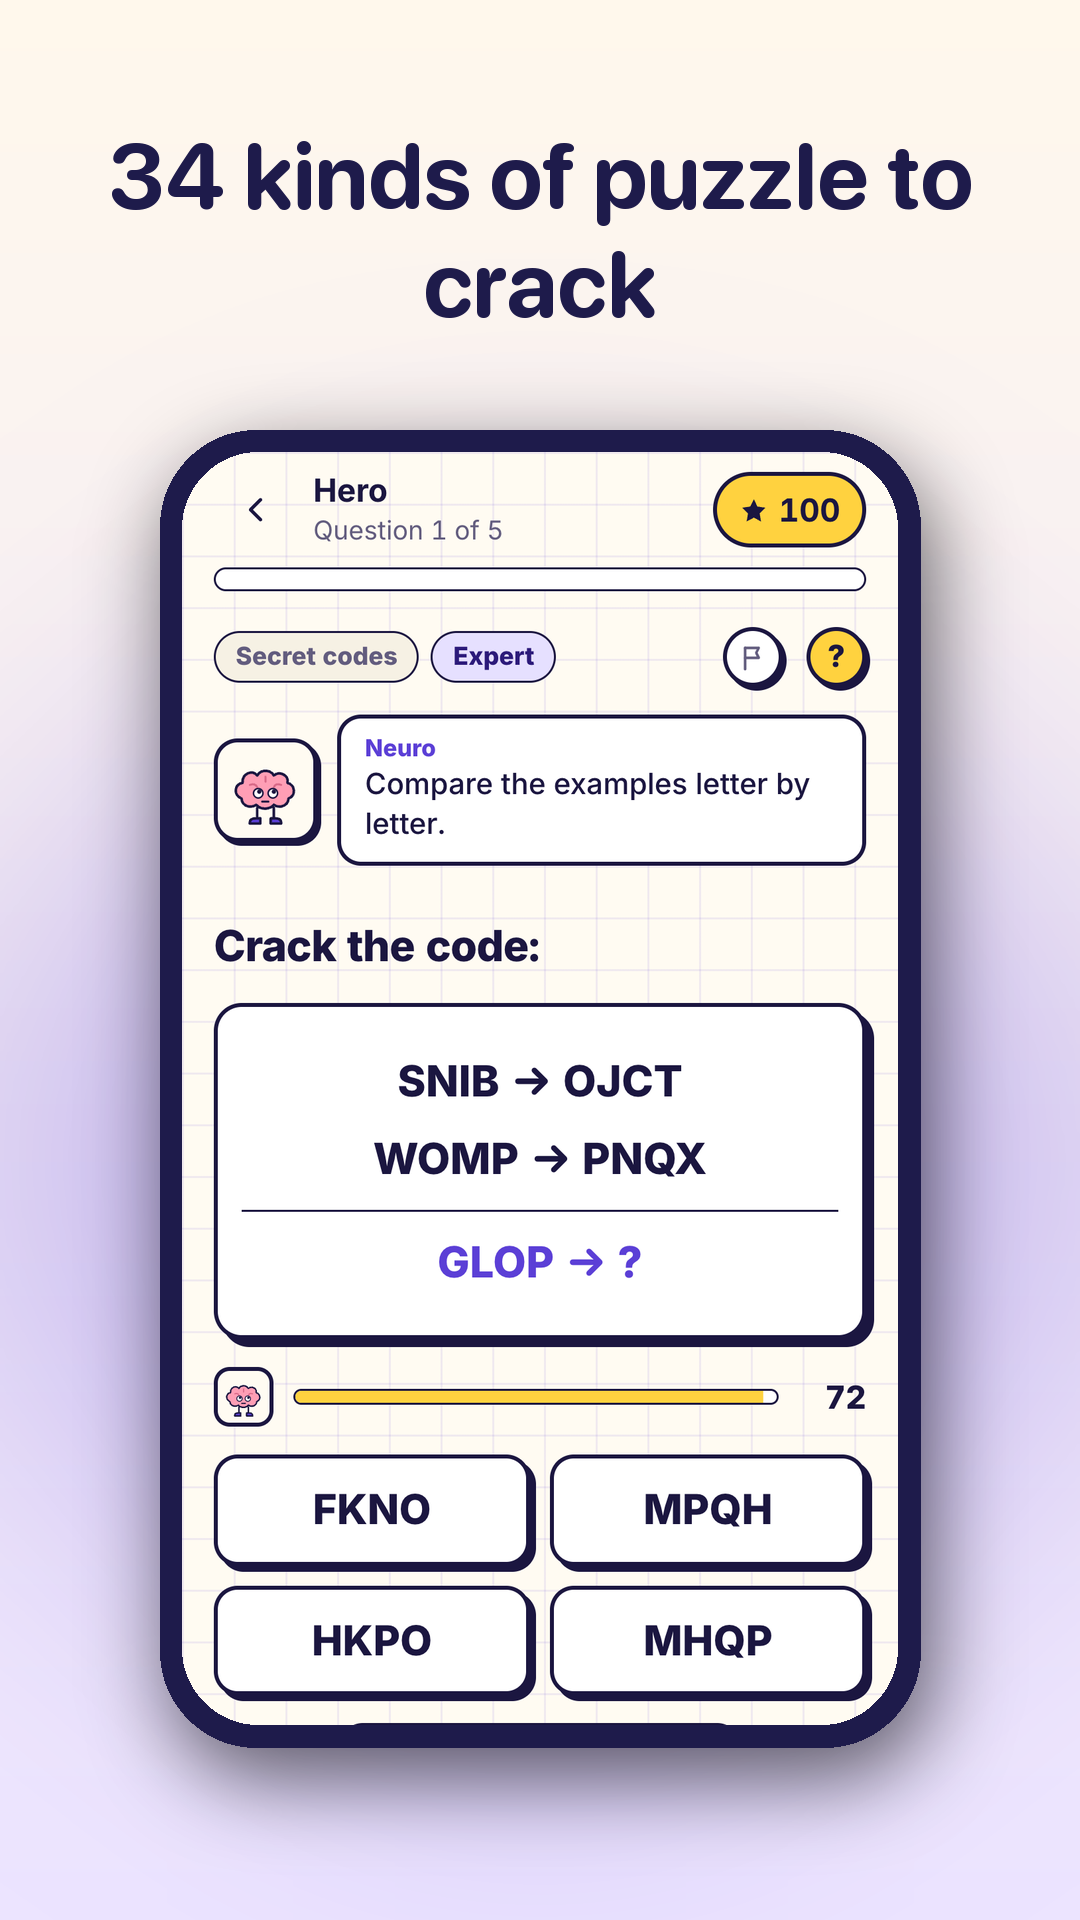 34 kinds of puzzle to
crack
Hero
Question 1 of 5
★ 100
Secret codes
Expert
?
Neuro
Compare the examples letter by
letter.
Crack the code:
SNIB → OJCT
WOMP → PNQX
GLOP → ?
72
FKNO
MPQH
HKPO
MHQP